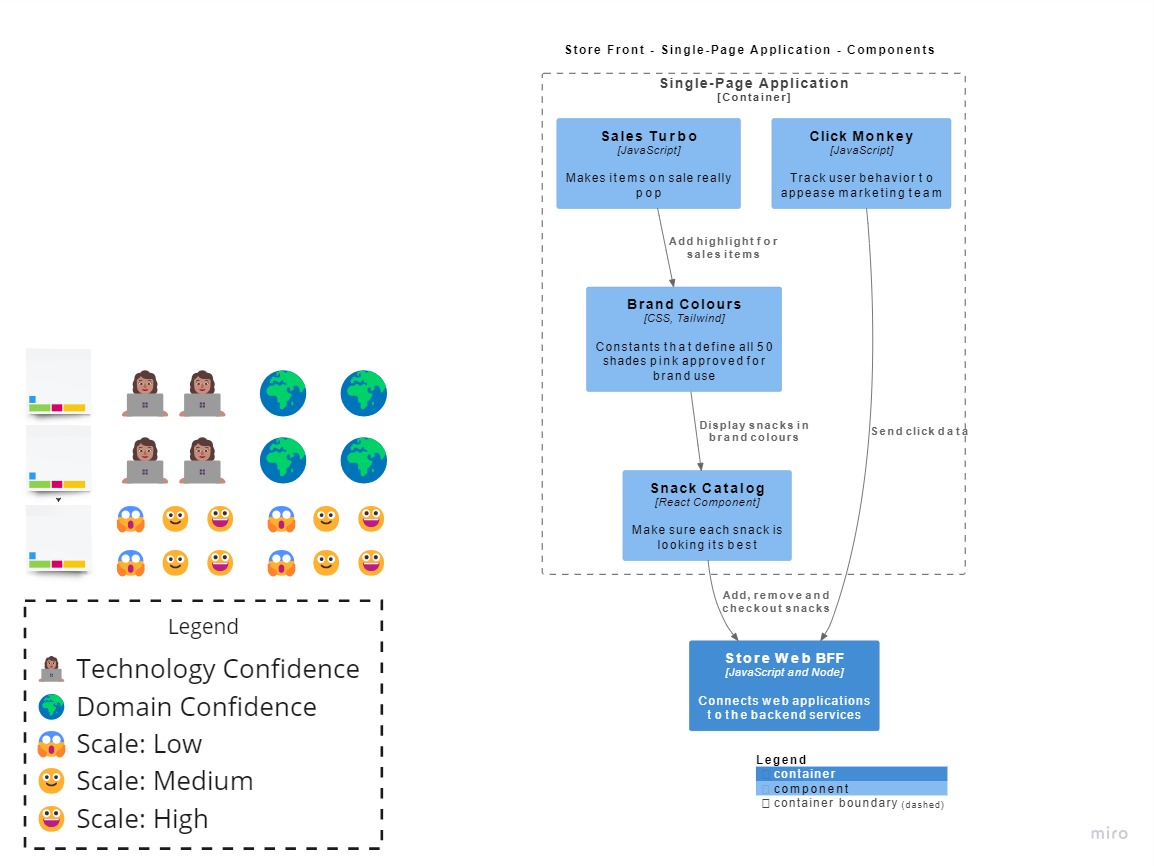 Store Front - Single-Page Application - Components
Single-Page Application
[Container]
Sales Turbo
[JavaScript]
Makes items on sale really
pop
Click Monkey
[JavaScript]
Track user behavior to
appease marketing team
Add highlight for
sales items
Brand Colours
[CSS, Tailwind]
Constants that define all 50
shades pink approved for
brand use
Display snacks in
brand colours
Send click data
Snack Catalog
[React Component]
Make sure each snack is
looking its best
Add, remove and
checkout snacks
Store Web BFF
[JavaScript and Node]
Connects web applications
to the backend services
Legend
container
component
container boundary (dashed)
Legend
Technology Confidence
Domain Confidence
Scale: Low
Scale: Medium
Scale: High
miro